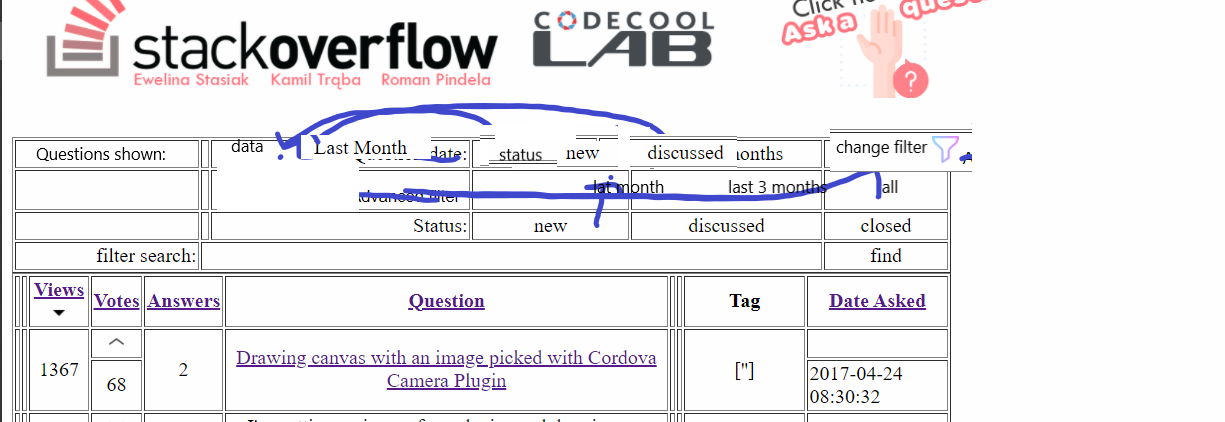 Click
Ask a ques
stackoverflow CODECOOL LAB
Ewelina Stasiak Kamil Trąba Roman Pindela
Questions shown: data Last Month date: status new discussed months change filter
Advanced filter lat month last 3 months all
Status: new discussed closed
filter search: find
Views Votes Answers Question Tag Date Asked
1367 68 2 Drawing canvas with an image picked with Cordova
Camera Plugin
["]
2017-04-24
08:30:32